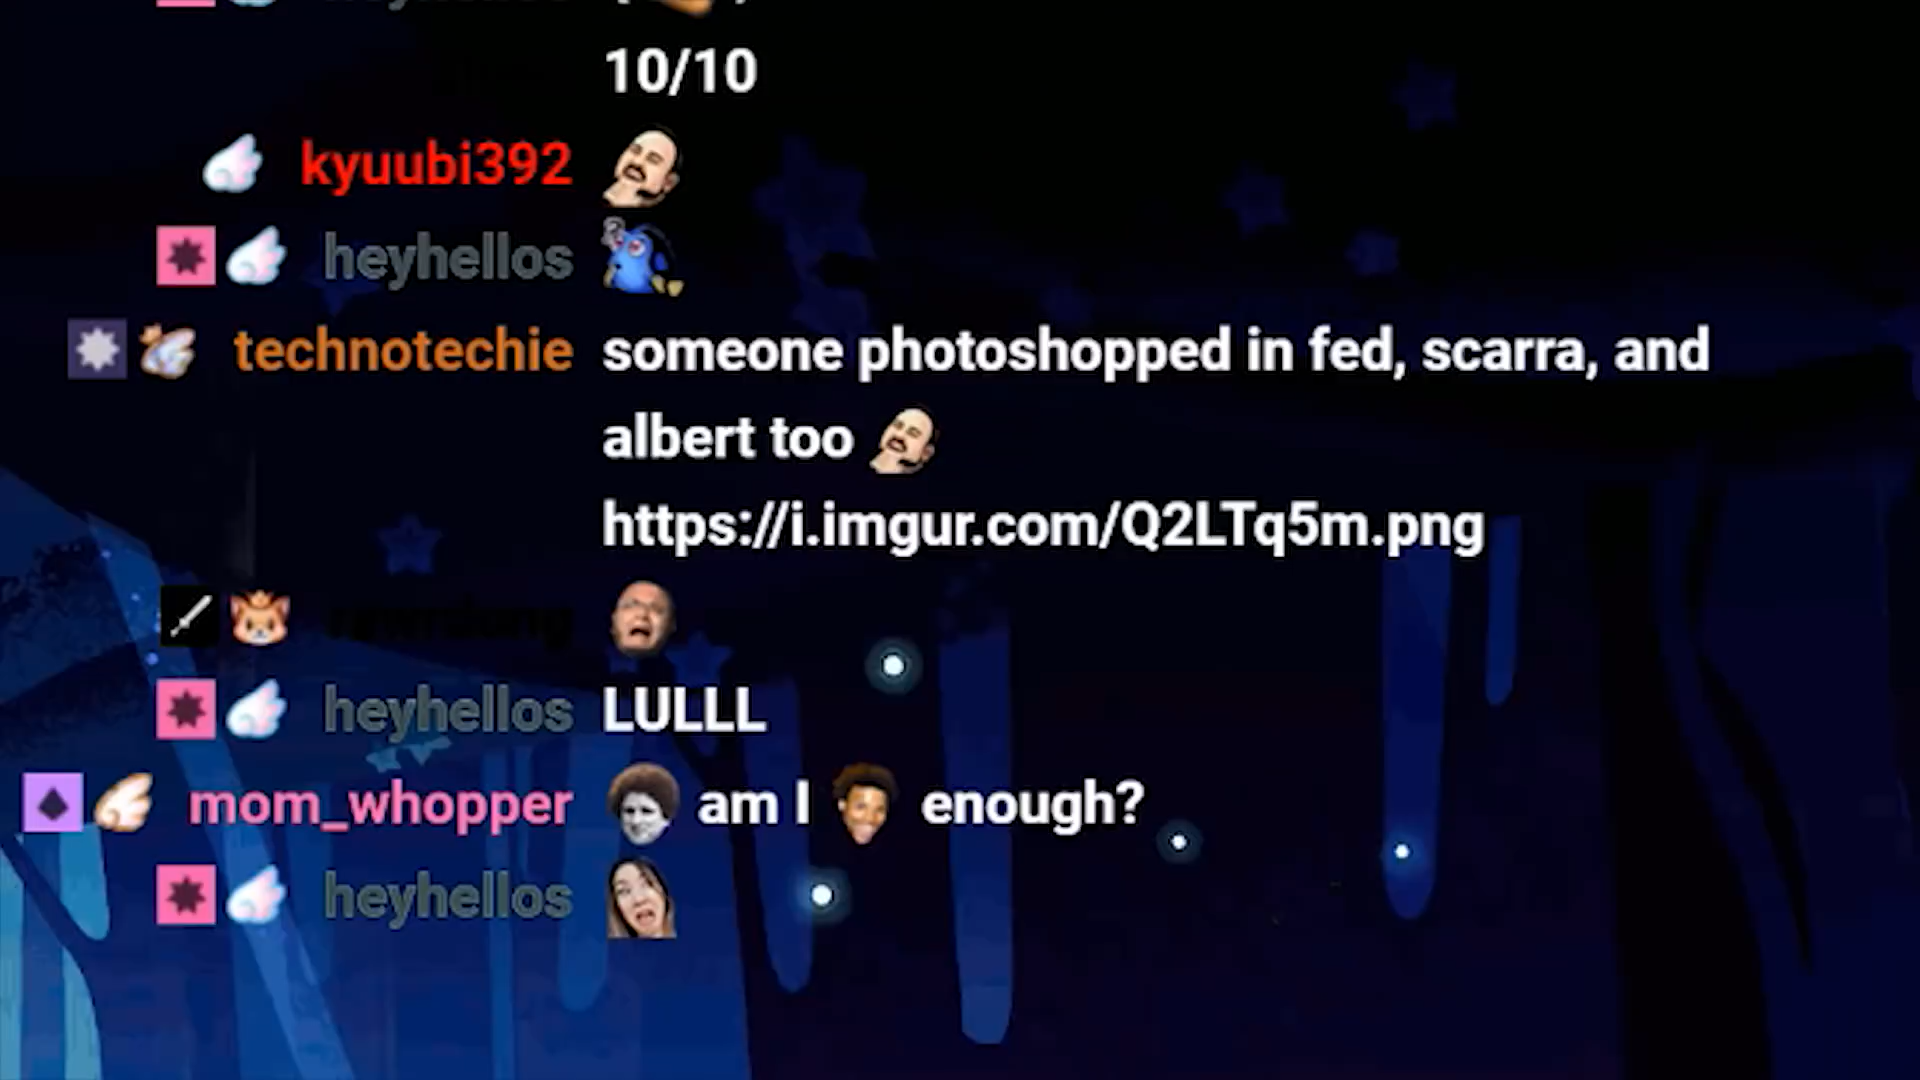 10/10
kyuubi392
heyhellos
technotechie someone photoshopped in fed, scarra, and
albert too
https://i.imgur.com/Q2LTq5m.png
heyhellos LULLL
mom_whopper am I enough?
heyhellos